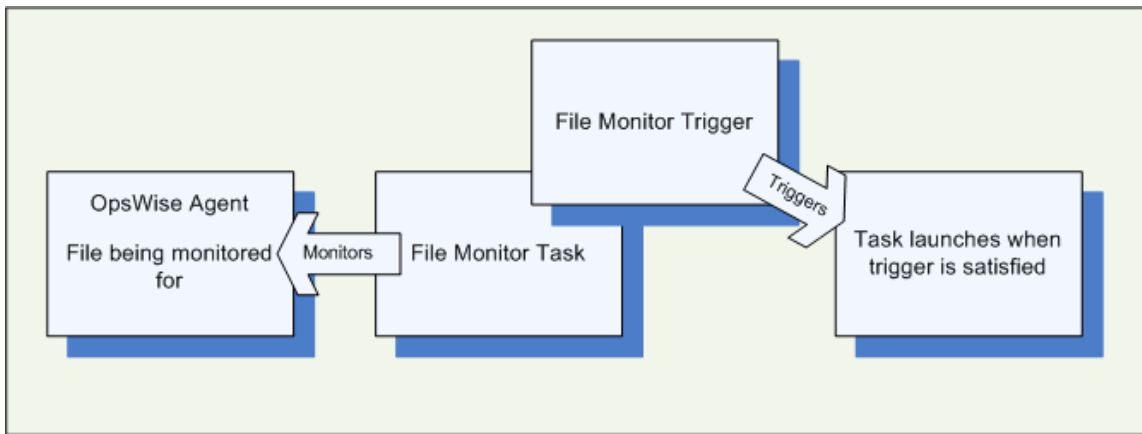 File Monitor Trigger
OpsWise Agent
File being monitored
for
Monitors
File Monitor Task
Triggers
Task launches when
trigger is satisfied